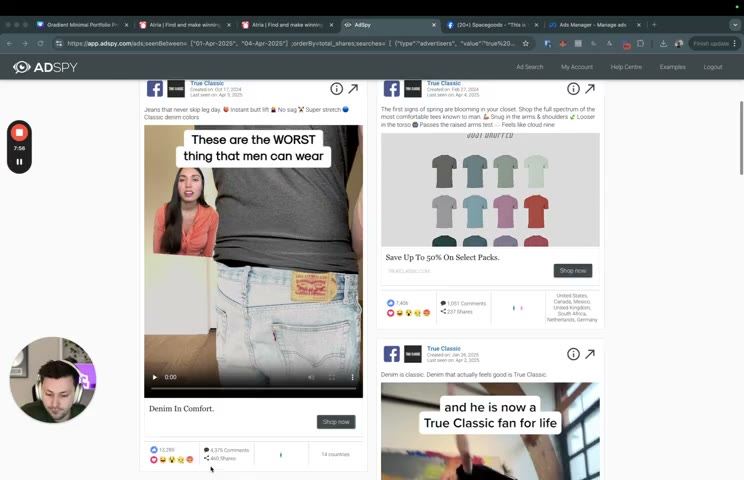 Gradient Minimal Portfolio Pr
Atria | Find and make winning
Atria | Find and make winning
AdSpy
(20+) Spacegoods - "This is
Ads Manager - Manage ads
https://app.adspy.com/ads;seenBetween= ["01-Apr-2025", "04-Apr-2025"] ;orderBy=total_shares;searches= [ {"type":"advertisers", "value":"true%20...
Finish update
ADSPY
Ad Search
My Account
Help Centre
Examples
Logout
7:56
True Classic
Created on: Oct 17, 2024
Last seen on: Apr 3, 2025
Jeans that never skip leg day. Instant butt lift No sag Super stretch
Classic denim colors
These are the WORST
thing that men can wear
0:00
Denim In Comfort.
Shop now
13,289
4,375 Comments
460 Shares
14 countries
True Classic
Created on: Feb 27, 2024
Last seen on: Apr 4, 2025
The first signs of spring are blooming in your closet. Shop the full spectrum of the
most comfortable tees known to man. Snug in the arms & shoulders Looser
in the torso Passes the raised arms test Feels like cloud nine
JUST DROPPED
Save Up To 50% On Select Packs.
TRUECLASSIC.COM
Shop now
7,406
1,051 Comments
237 Shares
United States,
Canada, Mexico,
United Kingdom,
South Africa,
Netherlands, Germany
True Classic
Created on: Jan 26, 2025
Last seen on: Apr 2, 2025
Denim is classic. Denim that actually feels good is True Classic.
and he is now a
True Classic fan for life